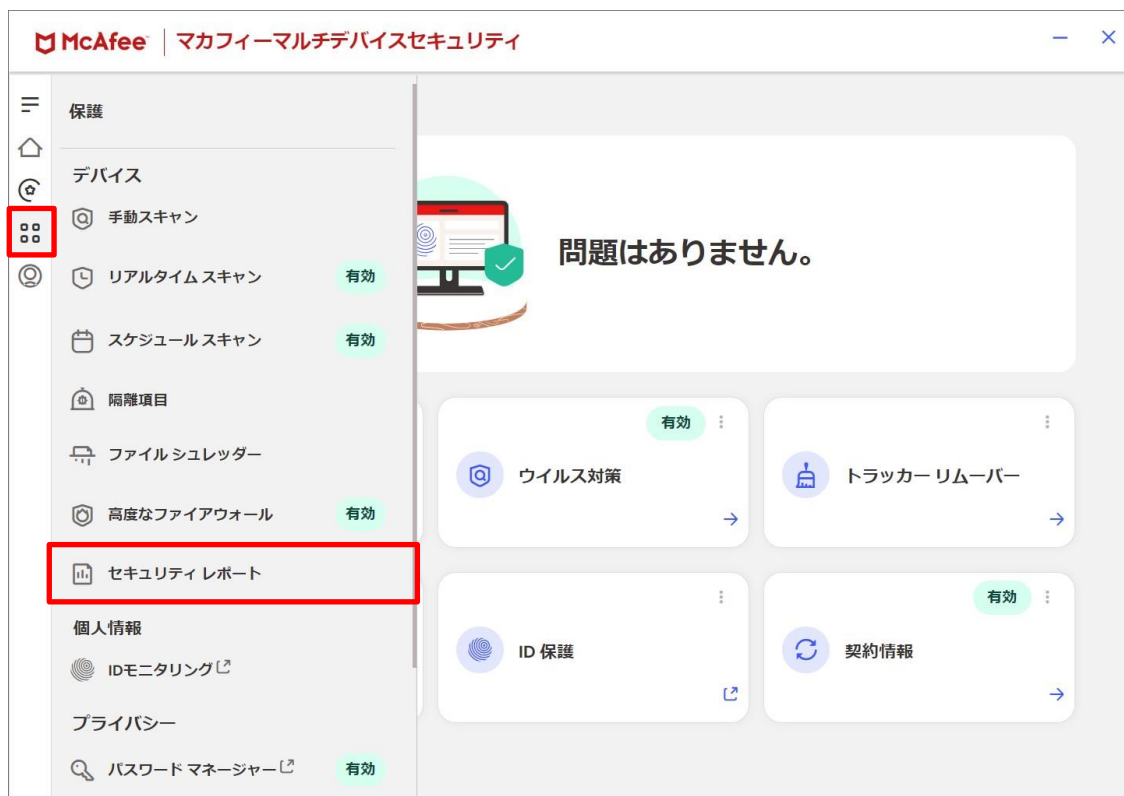 McAfee マカフィーマルチデバイスセキュリティ
保護
デバイス
手動スキャン
リアルタイム スキャン 有効
スケジュール スキャン 有効
隔離項目
ファイル シュレッダー
高度なファイアウォール 有効
セキュリティ レポート
個人情報
IDモニタリング
プライバシー
パスワード マネージャー 有効
問題はありません。
有効
ウイルス対策
トラッカー リムーバー
ID 保護
有効
契約情報